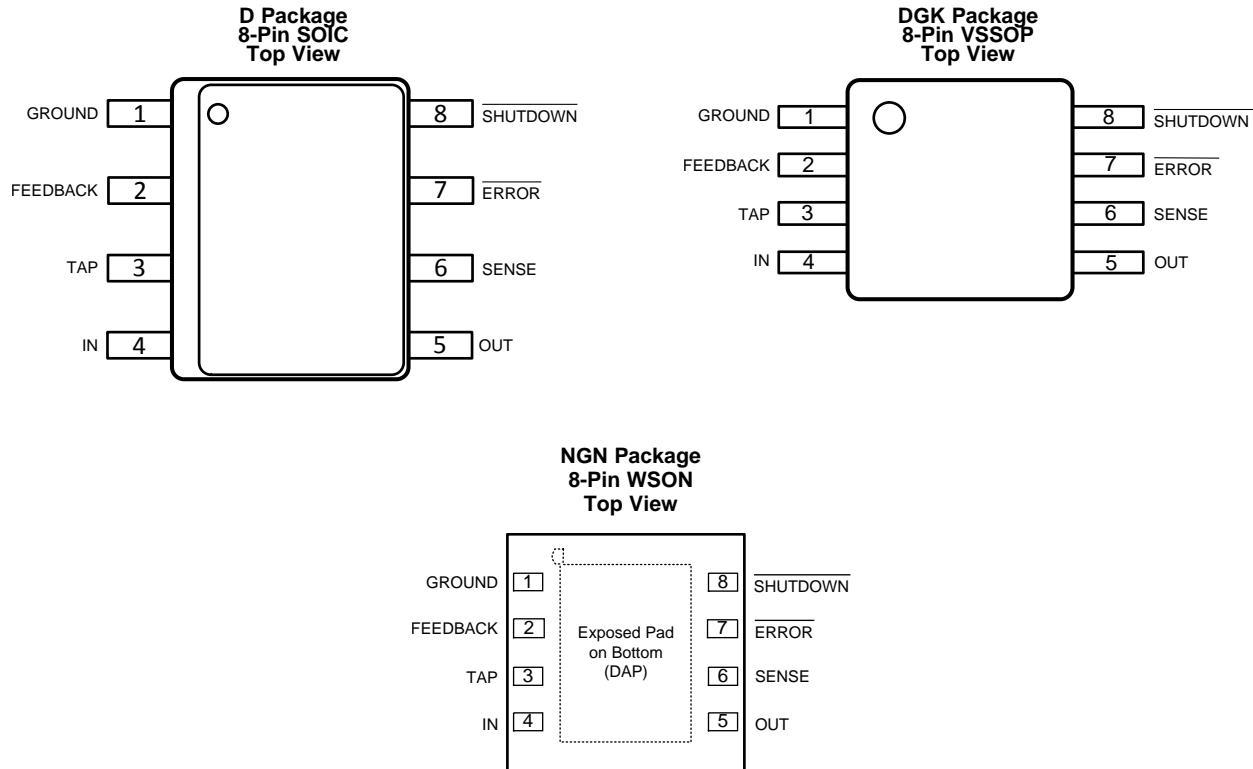 D Package
8-Pin SOIC
Top View
GROUND 1 8 SHUTDOWN
FEEDBACK 2 7 ERROR
TAP 3 6 SENSE
IN 4 5 OUT
DGK Package
8-Pin VSSOP
Top View
GROUND 1 8 SHUTDOWN
FEEDBACK 2 7 ERROR
TAP 3 6 SENSE
IN 4 5 OUT
NGN Package
8-Pin WSON
Top View
GROUND 1 8 SHUTDOWN
FEEDBACK 2 7 ERROR
Exposed Pad
on Bottom
(DAP)
TAP 3 6 SENSE
IN 4 5 OUT